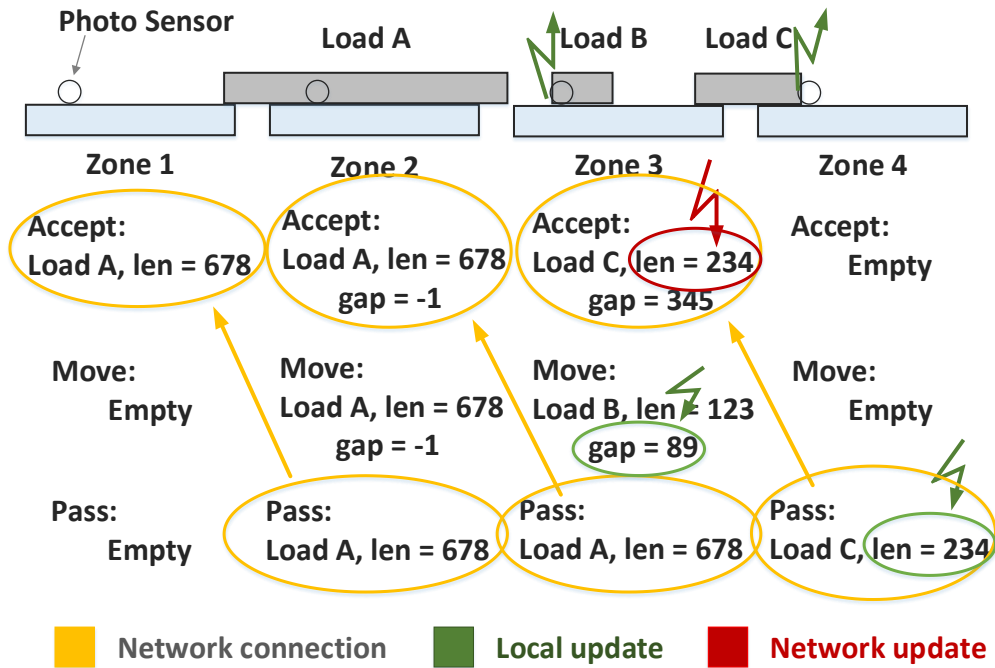 Photo Sensor
Load A
Load B
Load C
Zone 1
Zone 2
Zone 3
Zone 4
Accept:
Load A, len = 678
Accept:
Load A, len = 678
gap = -1
Accept:
Load C, len = 234
gap = 345
Accept:
Empty
Move:
Empty
Move:
Load A, len = 678
gap = -1
Move:
Load B, len = 123
gap = 89
Move:
Empty
Pass:
Empty
Pass:
Load A, len = 678
Pass:
Load A, len = 678
Pass:
Load C, len = 234
Network connection
Local update
Network update